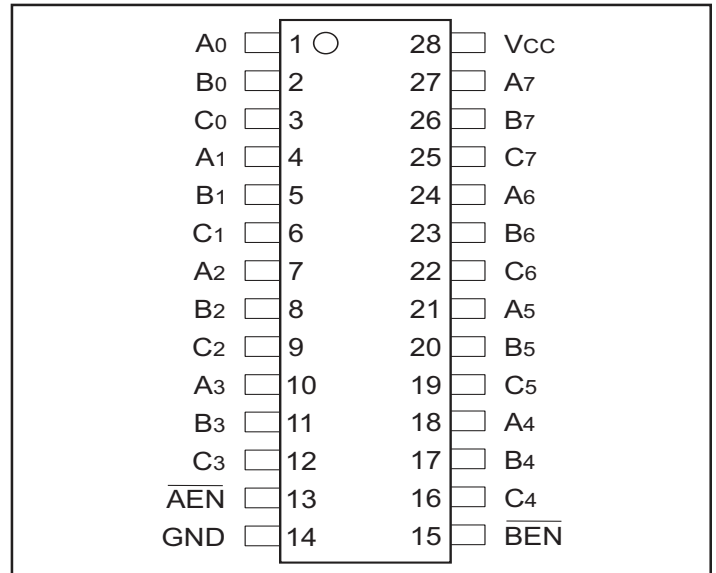 A0 1 28 VCC
B0 2 27 A7
C0 3 26 B7
A1 4 25 C7
B1 5 24 A6
C1 6 23 B6
A2 7 22 C6
B2 8 21 A5
C2 9 20 B5
A3 10 19 C5
B3 11 18 A4
C3 12 17 B4
A̅E̅N̅ 13 16 C4
GND 14 15 B̅E̅N̅